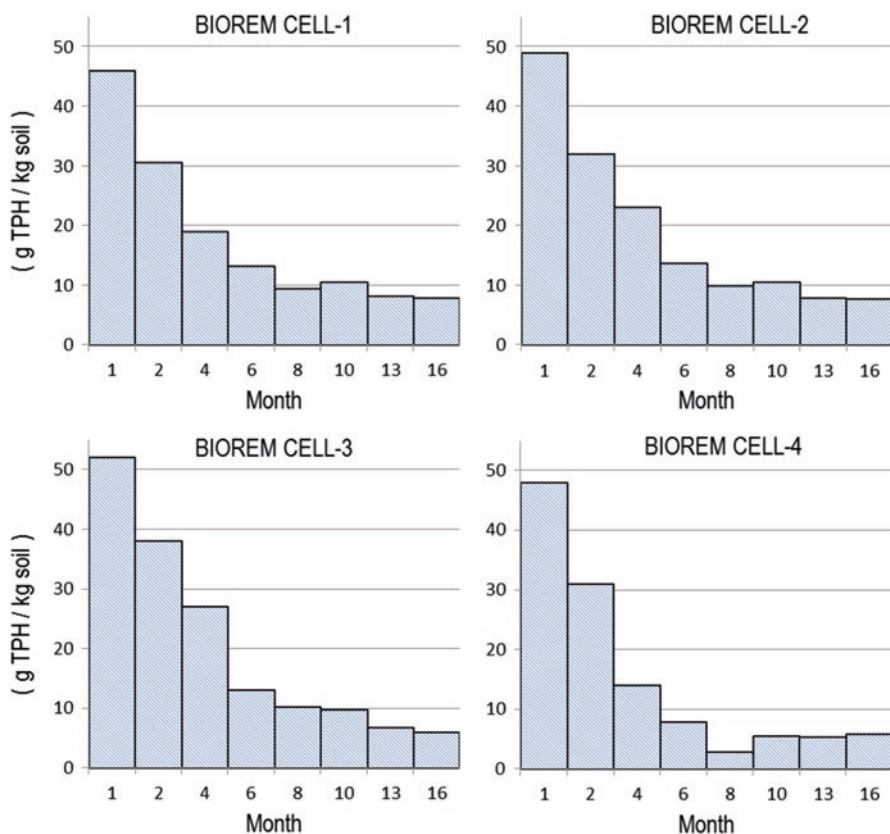 BIOREM CELL-1
( g TPH / kg soil )
50
40
30
20
10
0
1 2 4 6 8 10 13 16
Month
BIOREM CELL-2
50
40
30
20
10
0
1 2 4 6 8 10 13 16
Month
BIOREM CELL-3
( g TPH / kg soil )
50
40
30
20
10
0
1 2 4 6 8 10 13 16
Month
BIOREM CELL-4
50
40
30
20
10
0
1 2 4 6 8 10 13 16
Month